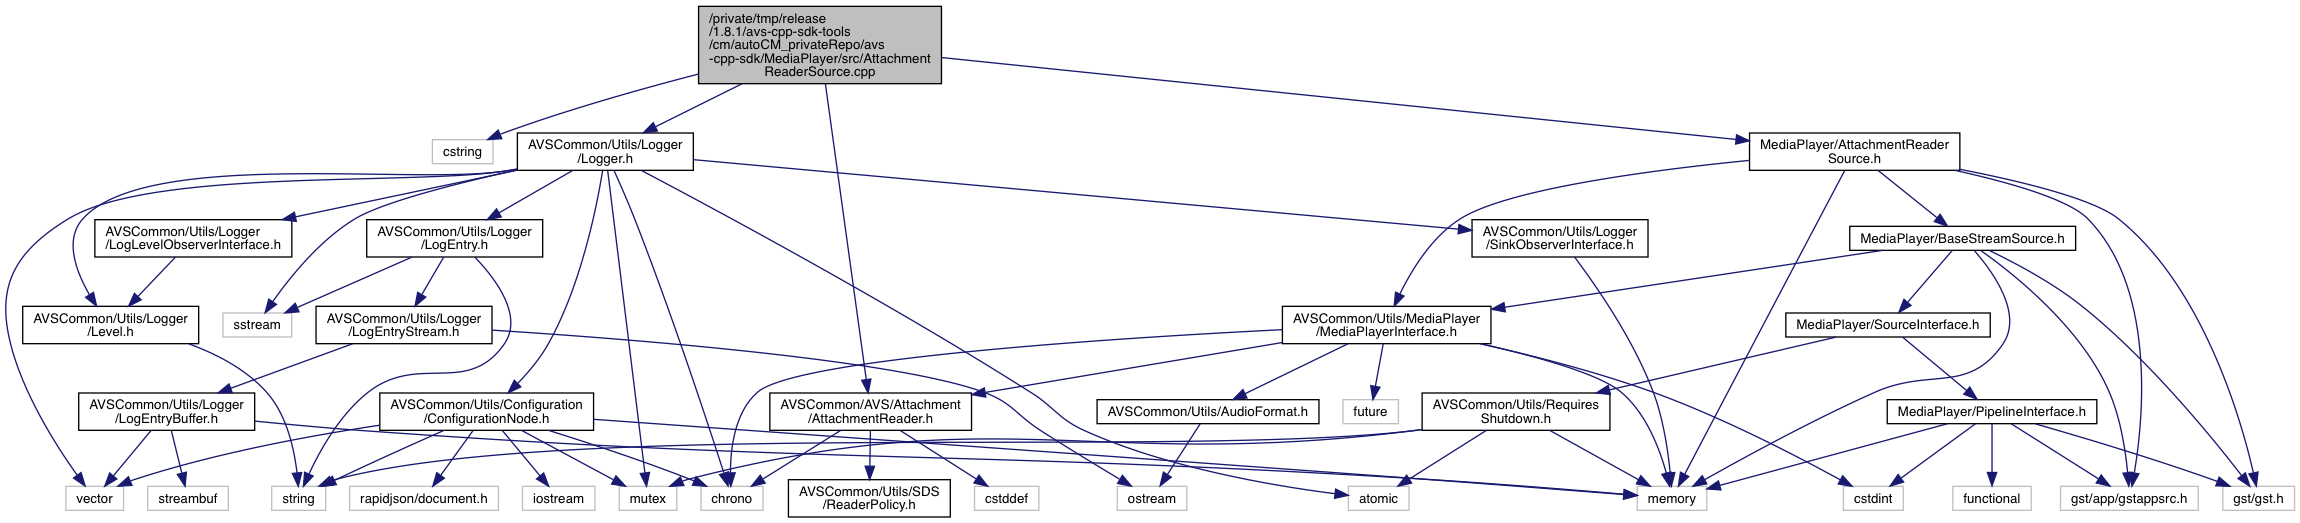 /private/tmp/release
/1.8.1/avs-cpp-sdk-tools
/cm/autoCM_privateRepo/avs
-cpp-sdk/MediaPlayer/src/Attachment
ReaderSource.cpp
cstring
AVSCommon/Utils/Logger
/Logger.h
MediaPlayer/AttachmentReader
Source.h
AVSCommon/Utils/Logger
/LogLevelObserverInterface.h
AVSCommon/Utils/Logger
/LogEntry.h
AVSCommon/Utils/Logger
/SinkObserverInterface.h
MediaPlayer/BaseStreamSource.h
AVSCommon/Utils/Logger
/Level.h
sstream
AVSCommon/Utils/Logger
/LogEntryStream.h
AVSCommon/Utils/MediaPlayer
/MediaPlayerInterface.h
MediaPlayer/SourceInterface.h
AVSCommon/Utils/Logger
/LogEntryBuffer.h
AVSCommon/Utils/Configuration
/ConfigurationNode.h
AVSCommon/AVS/Attachment
/AttachmentReader.h
AVSCommon/Utils/AudioFormat.h
future
AVSCommon/Utils/Requires
Shutdown.h
MediaPlayer/PipelineInterface.h
vector
streambuf
string
rapidjson/document.h
iostream
mutex
chrono
AVSCommon/Utils/SDS
/ReaderPolicy.h
cstddef
ostream
atomic
memory
cstdint
functional
gst/app/gstappsrc.h
gst/gst.h